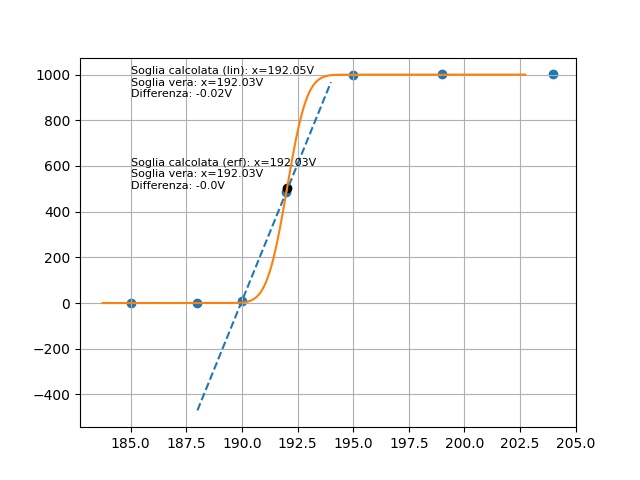 1000
Soglia calcolata (lin): x=192.05V
Soglia vera: x=192.03V
Differenza: -0.02V
800
600
Soglia calcolata (erf): x=192.03V
Soglia vera: x=192.03V
Differenza: -0.0V
400
200
0
−200
−400
185.0 187.5 190.0 192.5 195.0 197.5 200.0 202.5 205.0